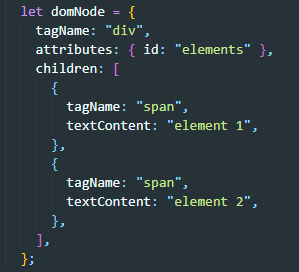 let domNode = {
  tagName: "div",
  attributes: { id: "elements" },
  children: [
    {
      tagName: "span",
      textContent: "element 1",
    },
    {
      tagName: "span",
      textContent: "element 2",
    },
  ],
};